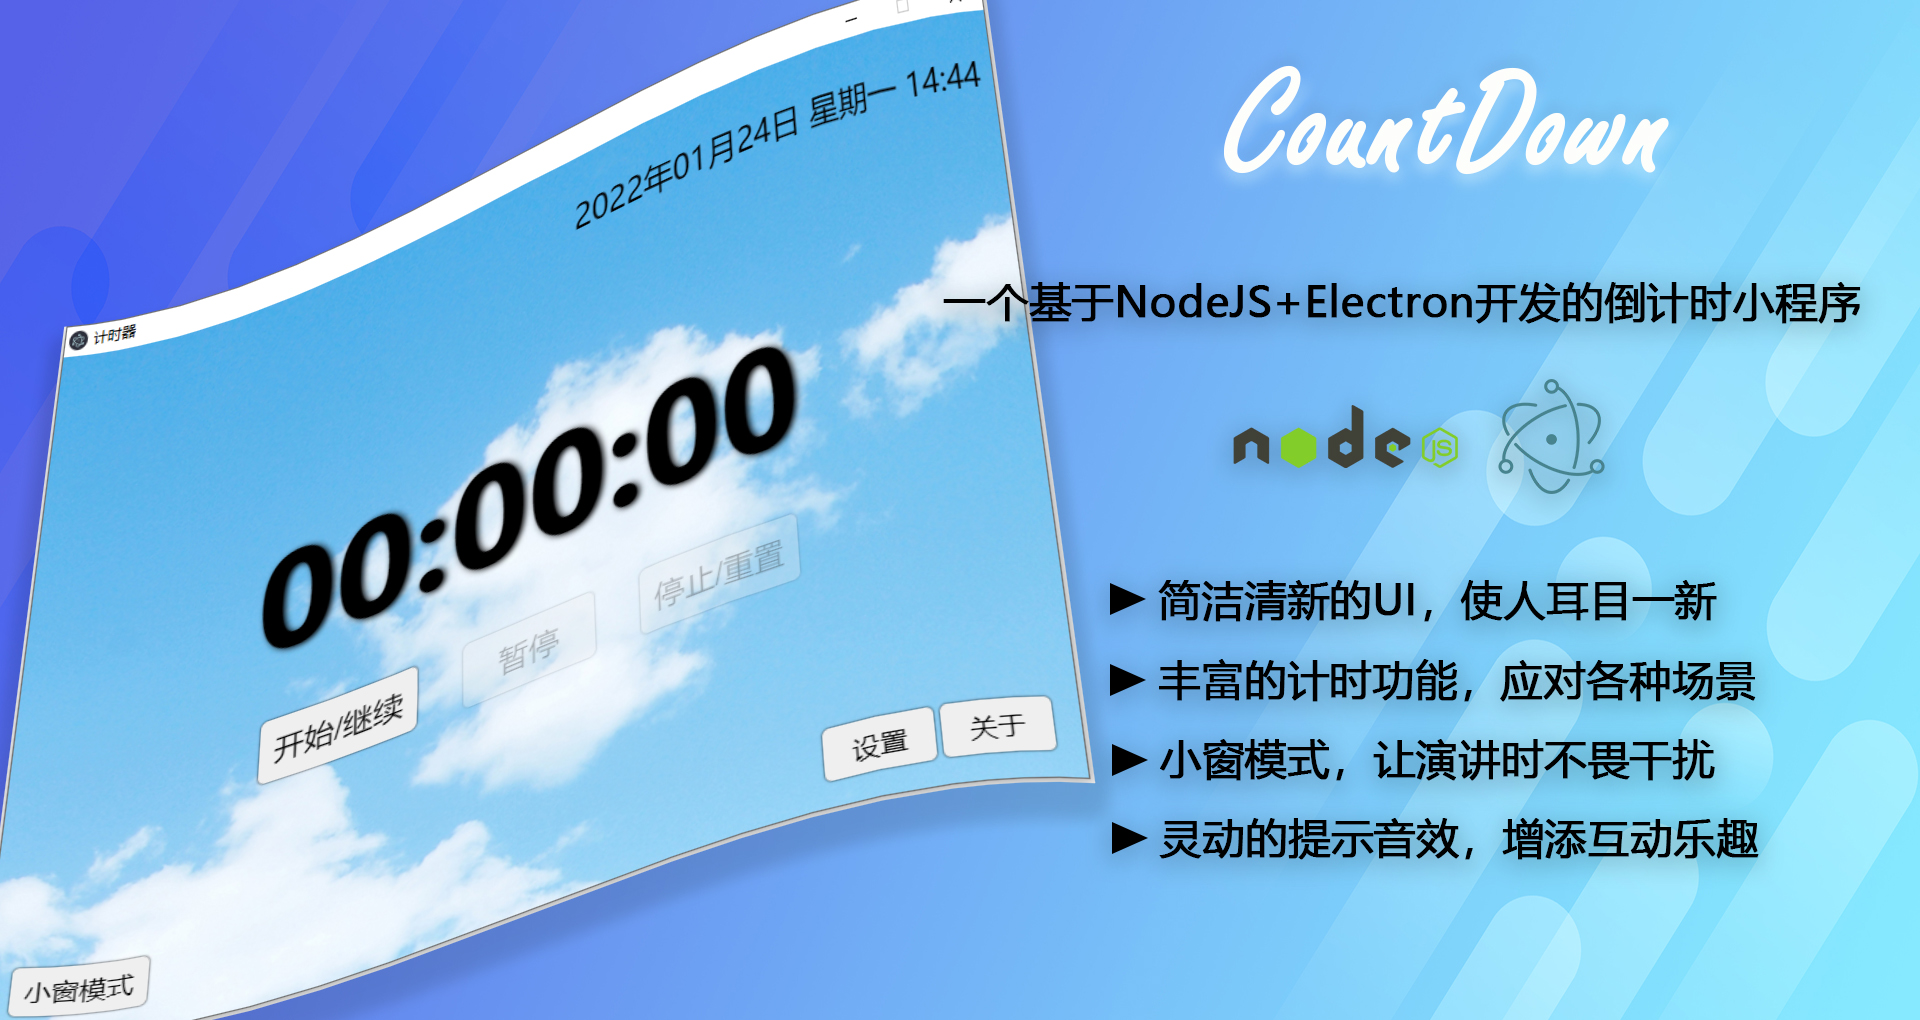 计时器
2022年01月24日 星期一 14:44
00:00:00
开始/继续
暂停
停止/重置
设置
关于
小窗模式
CountDown
一个基于NodeJS+Electron开发的倒计时小程序
node
JS
► 简洁清新的UI，使人耳目一新
► 丰富的计时功能，应对各种场景
► 小窗模式，让演讲时不畏干扰
► 灵动的提示音效，增添互动乐趣